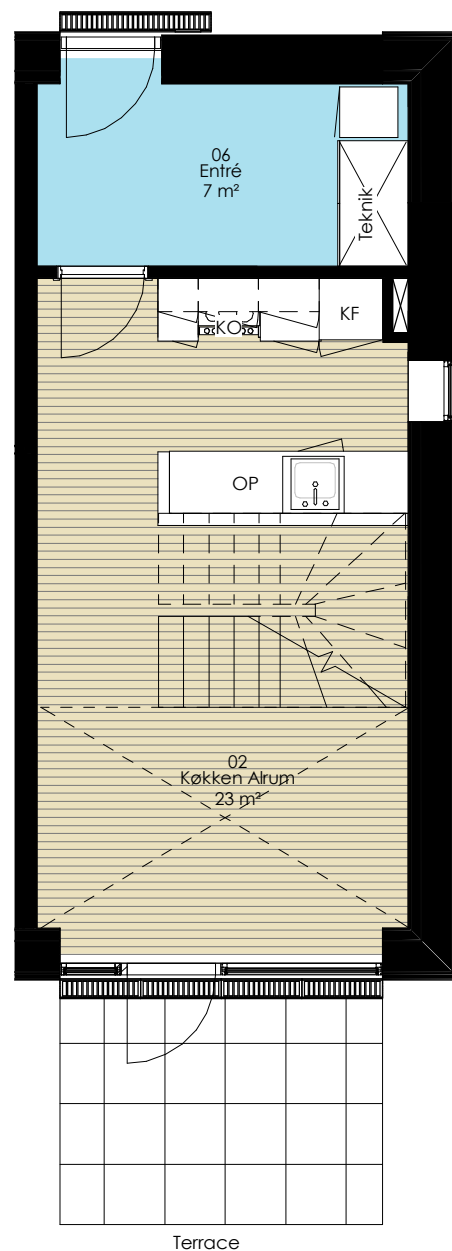 06
Entré
7 m²
Teknik
KO
KF
OP
02
Køkken Alrum
23 m²
Terrace